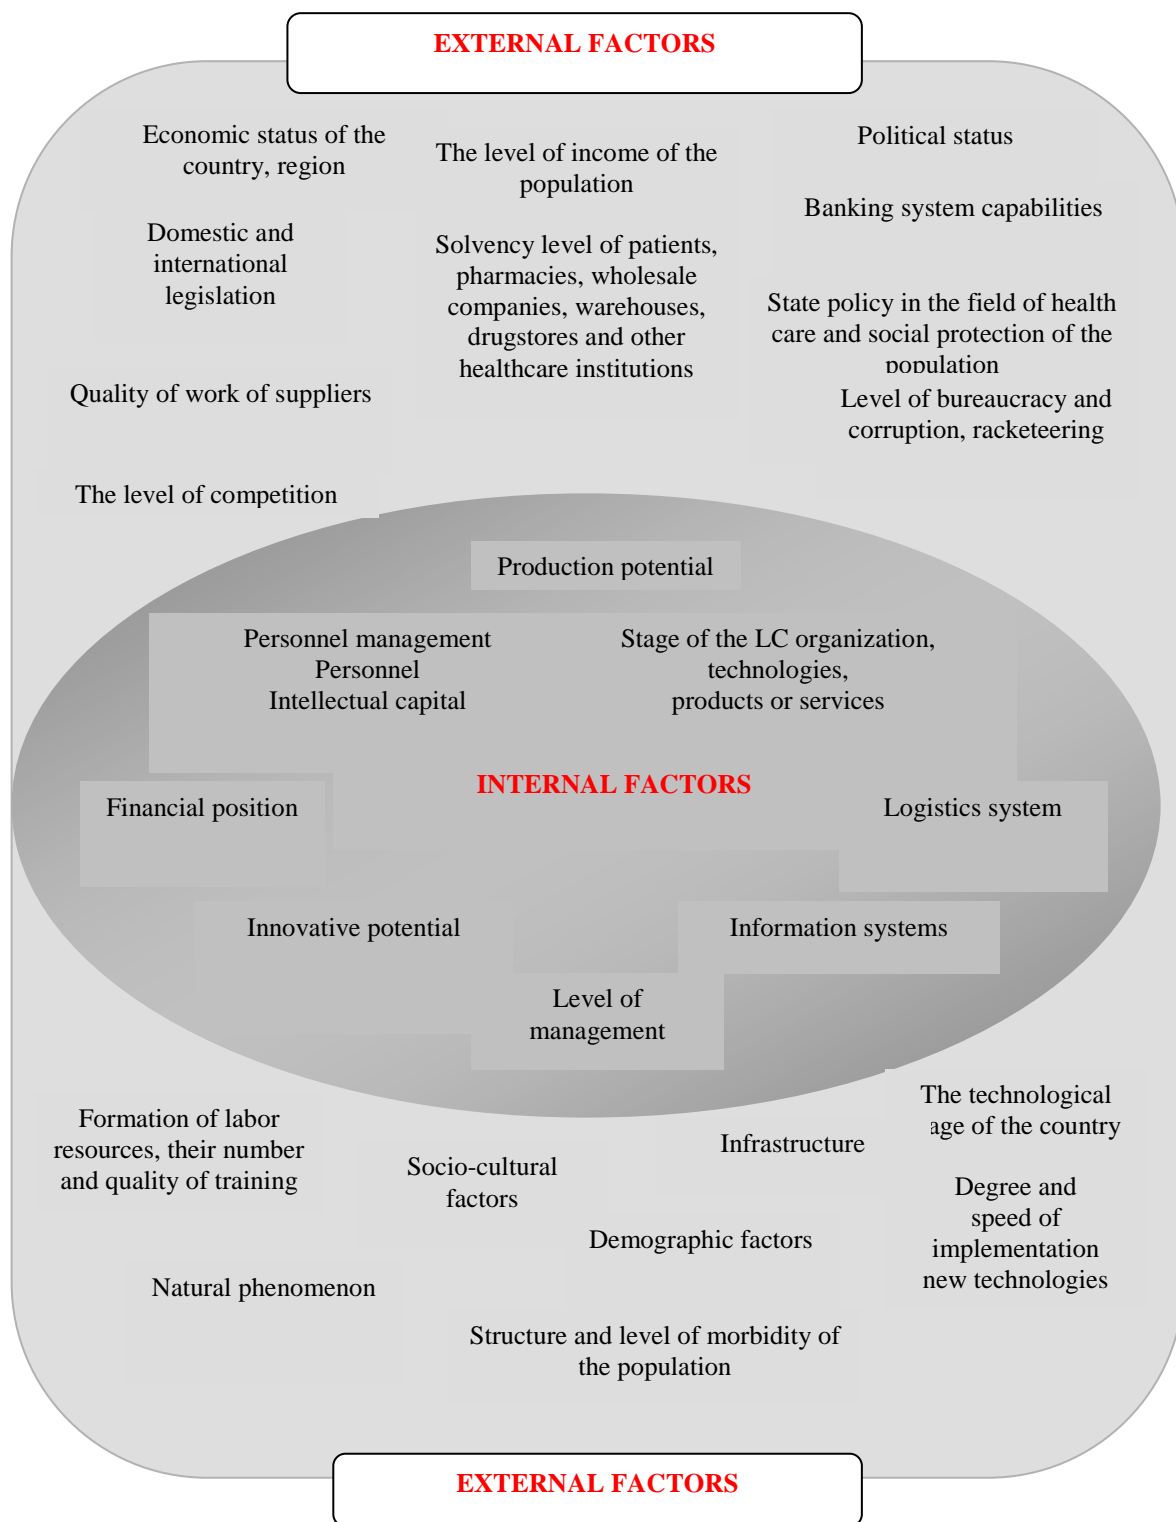 EXTERNAL FACTORS
Economic status of the
country, region
The level of income of the
population
Political status
Banking system capabilities
Domestic and
international
legislation
Solvency level of patients,
pharmacies, wholesale
companies, warehouses,
drugstores and other
healthcare institutions
State policy in the field of health
care and social protection of the
population
Quality of work of suppliers
Level of bureaucracy and
corruption, racketeering
The level of competition
Production potential
Personnel management
Personnel
Intellectual capital
Stage of the LC organization,
technologies,
products or services
INTERNAL FACTORS
Financial position
Logistics system
Innovative potential
Information systems
Level of
management
The technological
age of the country
Formation of labor
resources, their number
and quality of training
Infrastructure
Socio-cultural
factors
Degree and
speed of
implementation
new technologies
Demographic factors
Natural phenomenon
Structure and level of morbidity of
the population
EXTERNAL FACTORS